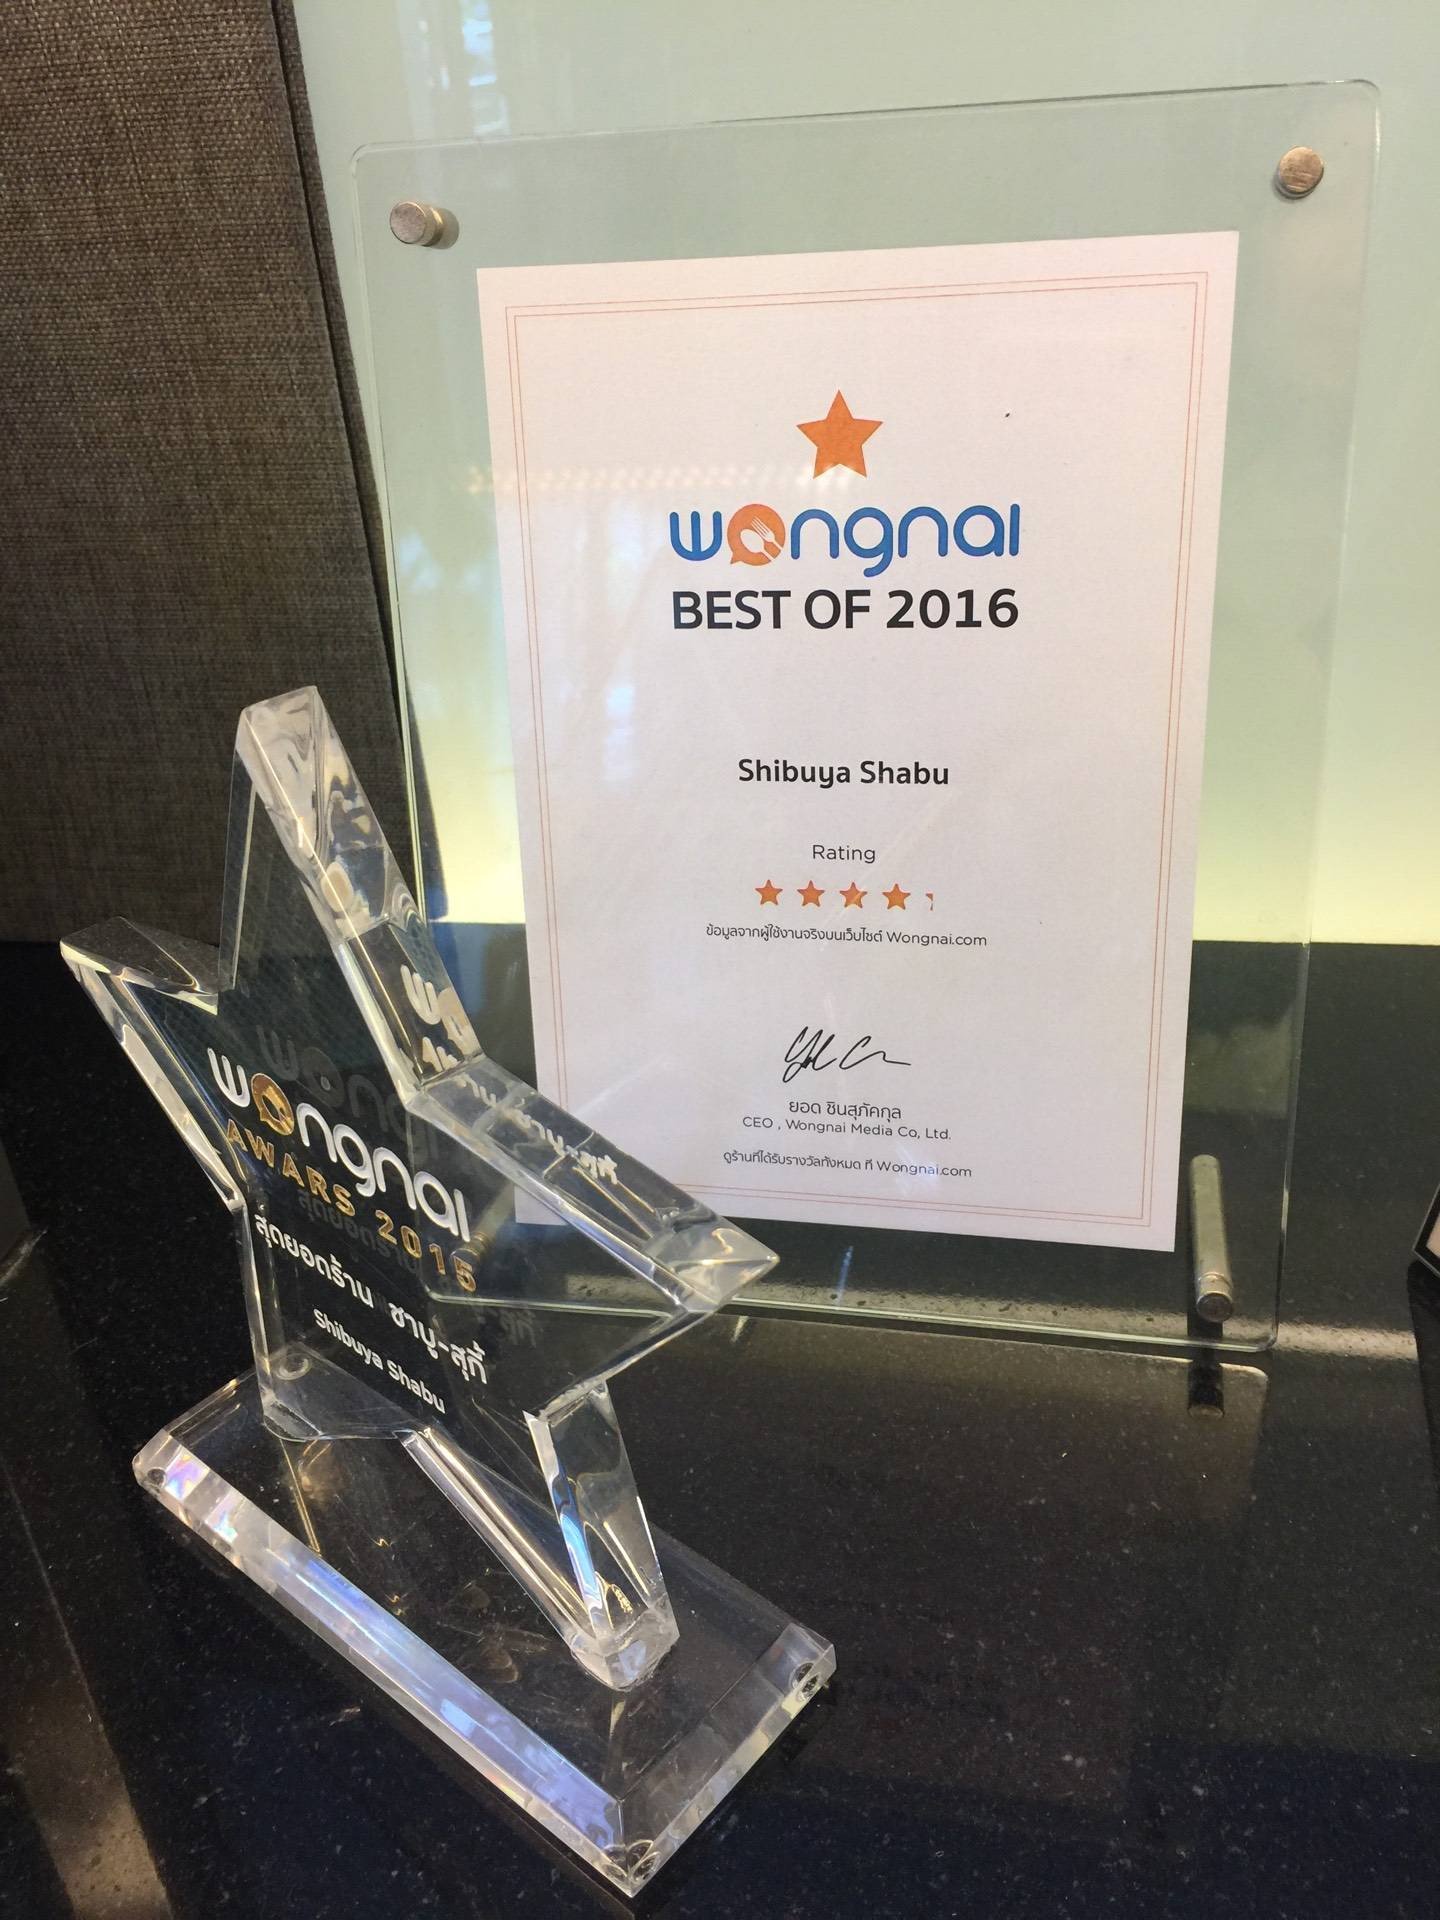 wongnai
BEST OF 2016
Shibuya Shabu
Rating
ข้อมูลจากผู้ใช้งานจริงบนเว็บไซต์ Wongnai.com
ยอด ชินสุภัคกุล
CEO , Wongnai Media Co, Ltd.
ดูร้านที่ได้รับรางวัลทั้งหมด ที่ Wongnai.com
wongnai
AWARS 2015
สุดยอดร้าน ชาบู-สุกี้
Shibuya Shabu